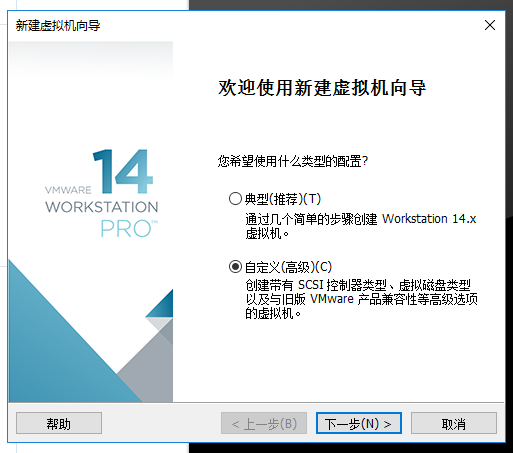 新建虚拟机向导
欢迎使用新建虚拟机向导
14
VMWARE
WORKSTATION
PRO™
您希望使用什么类型的配置?
典型(推荐)(T)
通过几个简单的步骤创建 Workstation 14.x
虚拟机。
自定义(高级)(C)
创建带有 SCSI 控制器类型、虚拟磁盘类型
以及与旧版 VMware 产品兼容性等高级选项
的虚拟机。
帮助
< 上一步(B)
下一步(N) >
取消